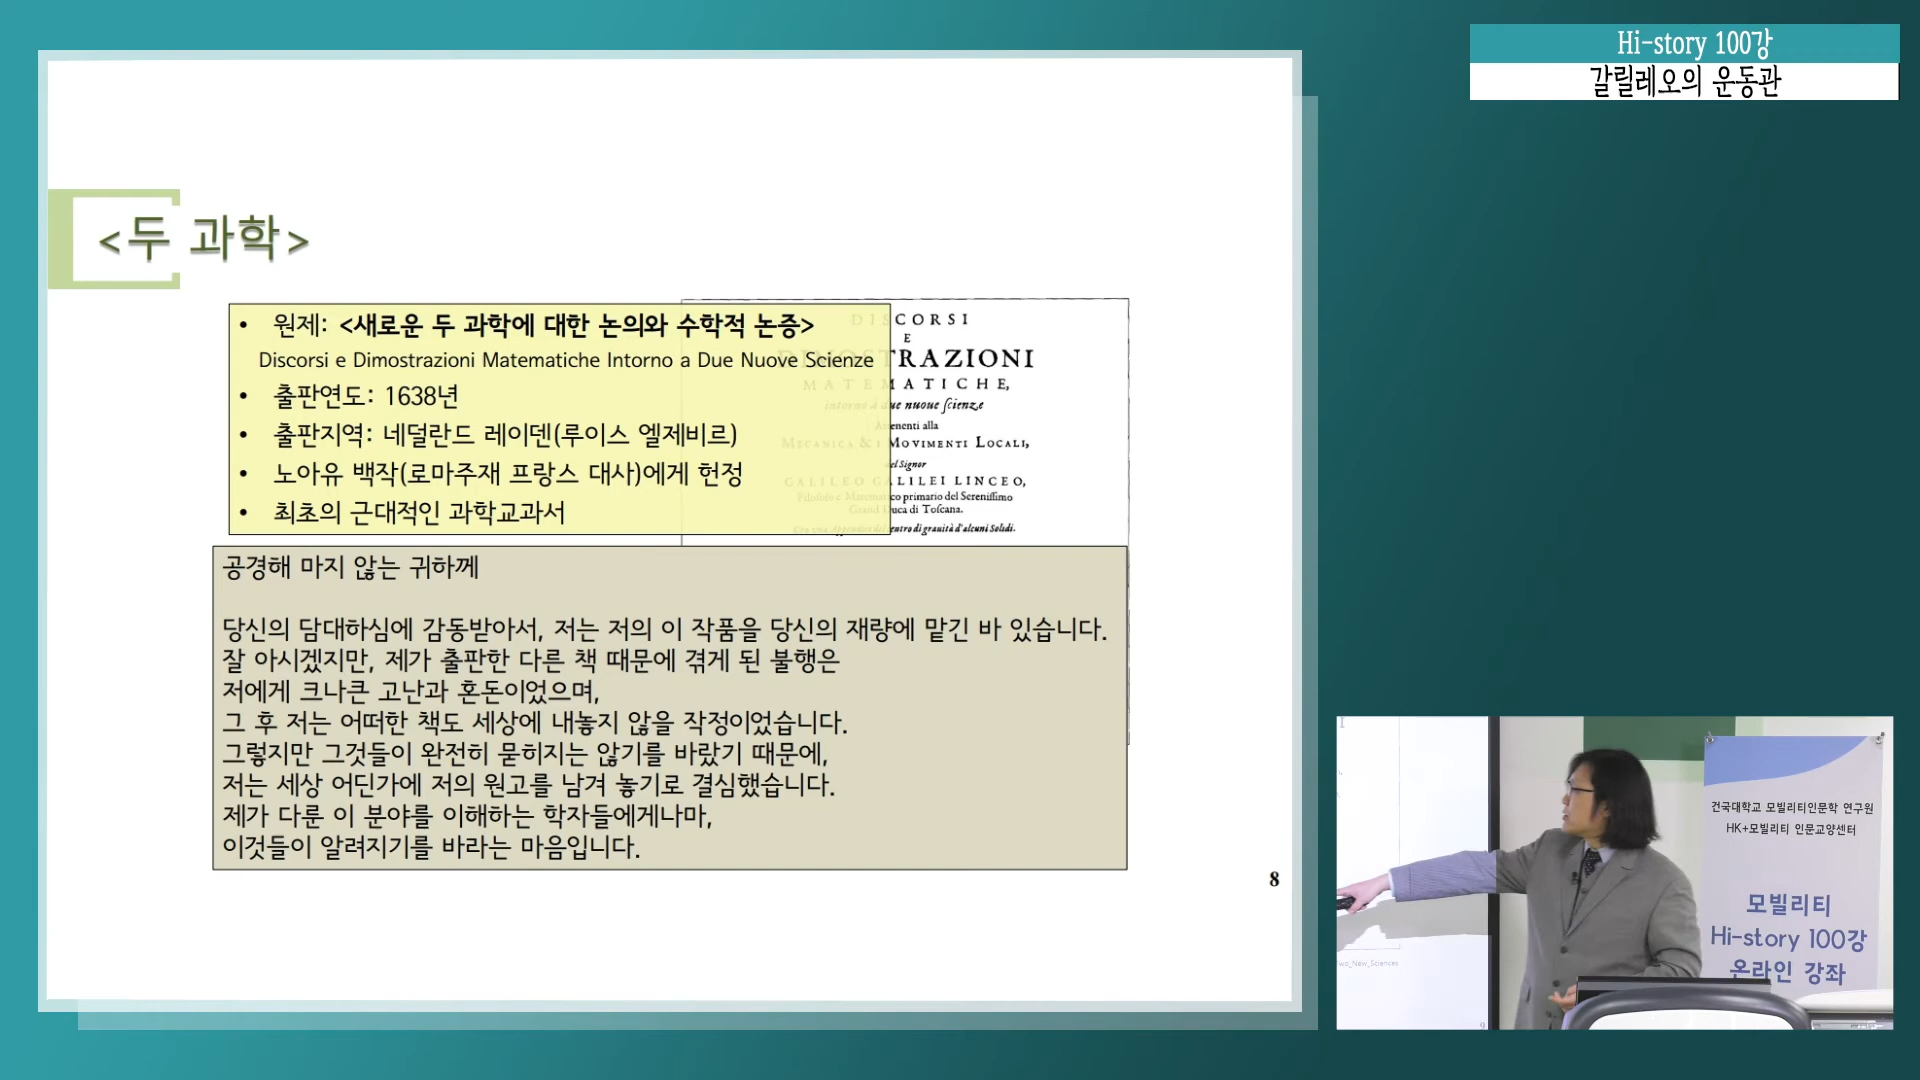 Hi-story 100강
갈릴레오의 운동관
<두 과학>
• 원제: <새로운 두 과학에 대한 논의와 수학적 논증>
Discorsi e Dimostrazioni Matematiche Intorno a Due Nuove Scienze
• 출판연도: 1638년
• 출판지역: 네덜란드 레이덴(루이스 엘제비르)
• 노아유 백작(로마주재 프랑스 대사)에게 헌정
• 최초의 근대적인 과학교과서
DISCORSI
E
DIMOSTRAZIONI
MATEMATICHE,
intorno à due nuoue ſcienze
Attenenti alla
MECANICA & i MOVIMENTI LOCALI,
del Signor
GALILEO GALILEI LINCEO,
Filoſofo e Matematico primario del Sereniſſimo
Grand Duca di Toſcana.
Con vna Appendice del centro di grauità d'alcuni Solidi.
공경해 마지 않는 귀하께
당신의 담대하심에 감동받아서, 저는 저의 이 작품을 당신의 재량에 맡긴 바 있습니다.
잘 아시겠지만, 제가 출판한 다른 책 때문에 겪게 된 불행은
저에게 크나큰 고난과 혼돈이었으며,
그 후 저는 어떠한 책도 세상에 내놓지 않을 작정이었습니다.
그렇지만 그것들이 완전히 묻히지는 않기를 바랐기 때문에,
저는 세상 어딘가에 저의 원고를 남겨 놓기로 결심했습니다.
제가 다룬 이 분야를 이해하는 학자들에게나마,
이것들이 알려지기를 바라는 마음입니다.
8
건국대학교 모빌리티인문학 연구원
HK+모빌리티 인문교양센터
모빌리티
Hi-story 100강
온라인 강좌
Two_New_Sciences